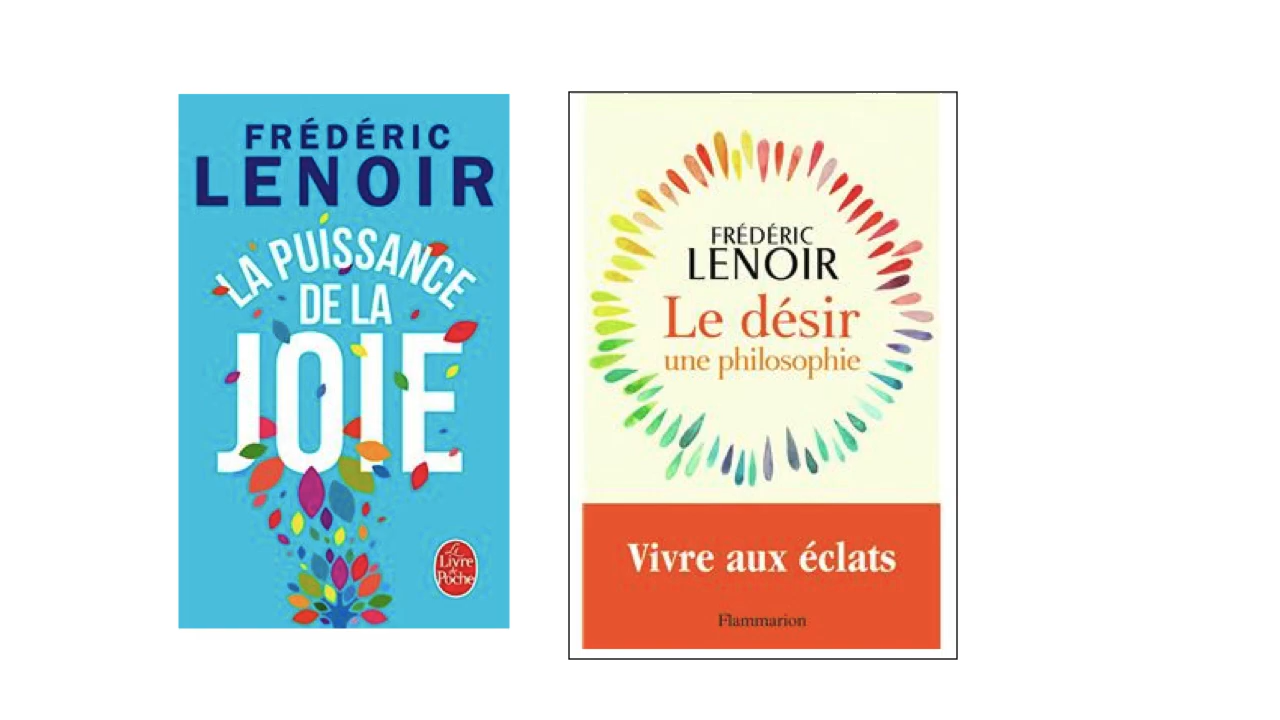 FRÉDÉRIC
LENOIR
LA PUISSANCE
DE LA
JOIE
Le
Livre
de
Poche
FRÉDÉRIC
LENOIR
Le désir
une philosophie
Vivre aux éclats
Flammarion